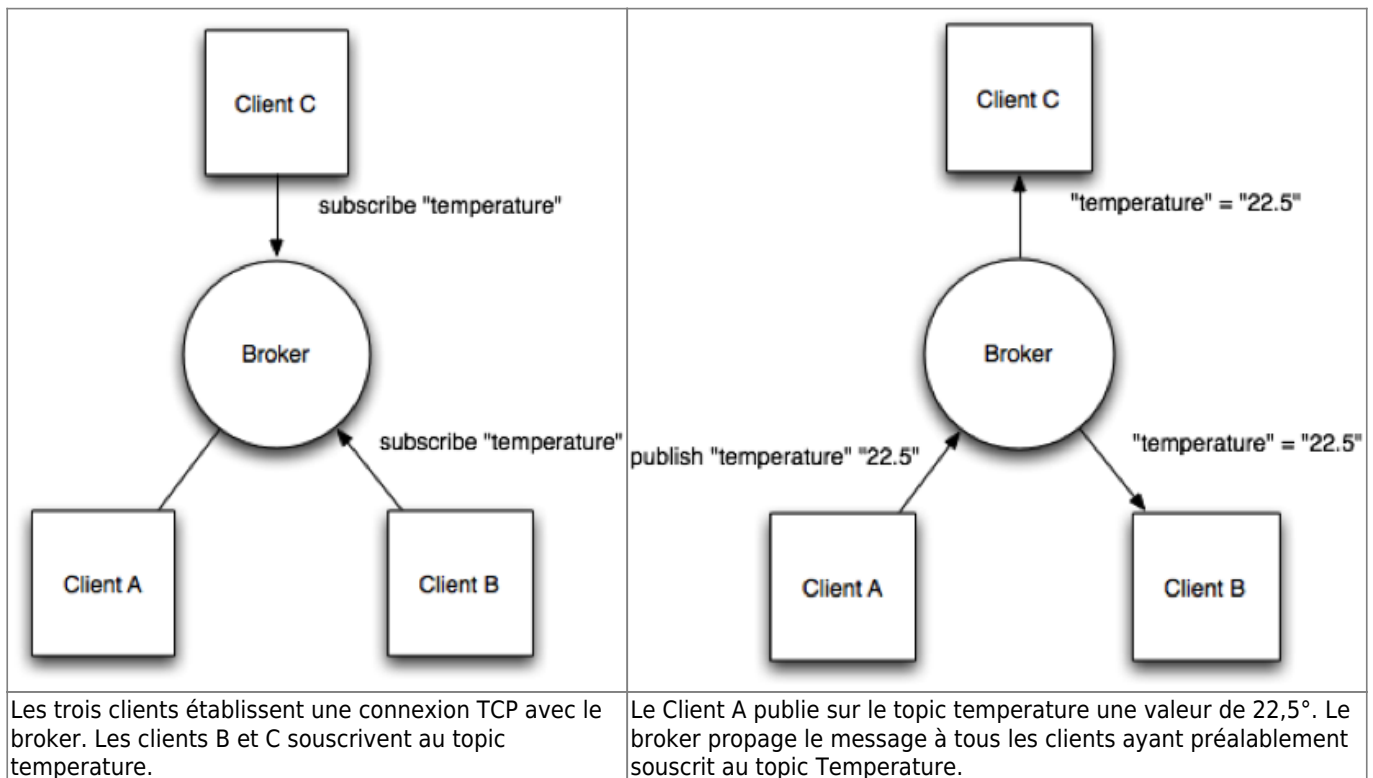 Client C
subscribe "temperature"
Broker
subscribe "temperature"
Client A
Client B
Les trois clients établissent une connexion TCP avec le
broker. Les clients B et C souscrivent au topic
temperature.
Client C
"temperature" = "22.5"
Broker
publish "temperature" "22.5"
"temperature" = "22.5"
Client A
Client B
Le Client A publie sur le topic temperature une valeur de 22,5°. Le
broker propage le message à tous les clients ayant préalablement
souscrit au topic Temperature.